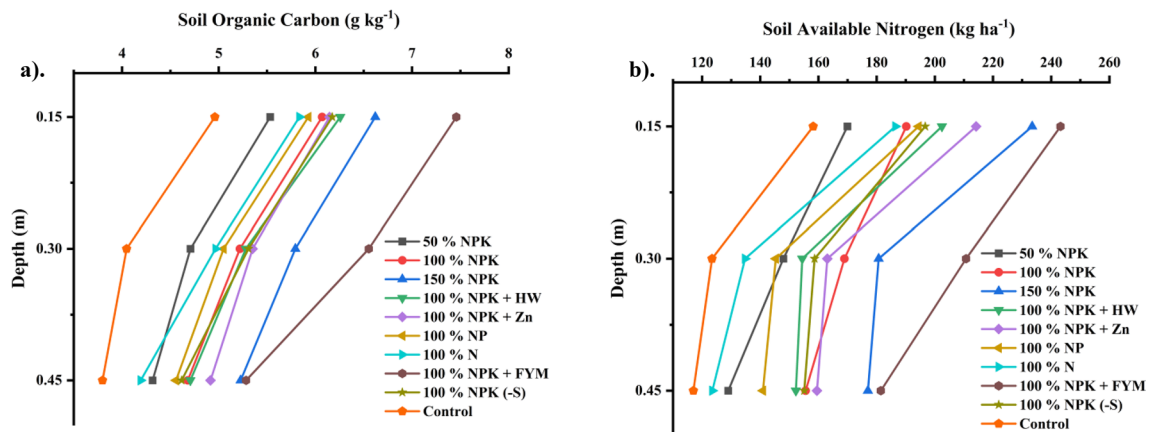 Soil Organic Carbon (g kg⁻¹)
4 5 6 7 8
a).
0.15
0.30
0.45
Depth (m)
50 % NPK
100 % NPK
150 % NPK
100 % NPK + HW
100 % NPK + Zn
100 % NP
100 % N
100 % NPK + FYM
100 % NPK (-S)
Control
Soil Available Nitrogen (kg ha⁻¹)
120 140 160 180 200 220 240 260
b).
0.15
0.30
0.45
Depth (m)
50 % NPK
100 % NPK
150 % NPK
100 % NPK + HW
100 % NPK + Zn
100 % NP
100 % N
100 % NPK + FYM
100 % NPK (-S)
Control